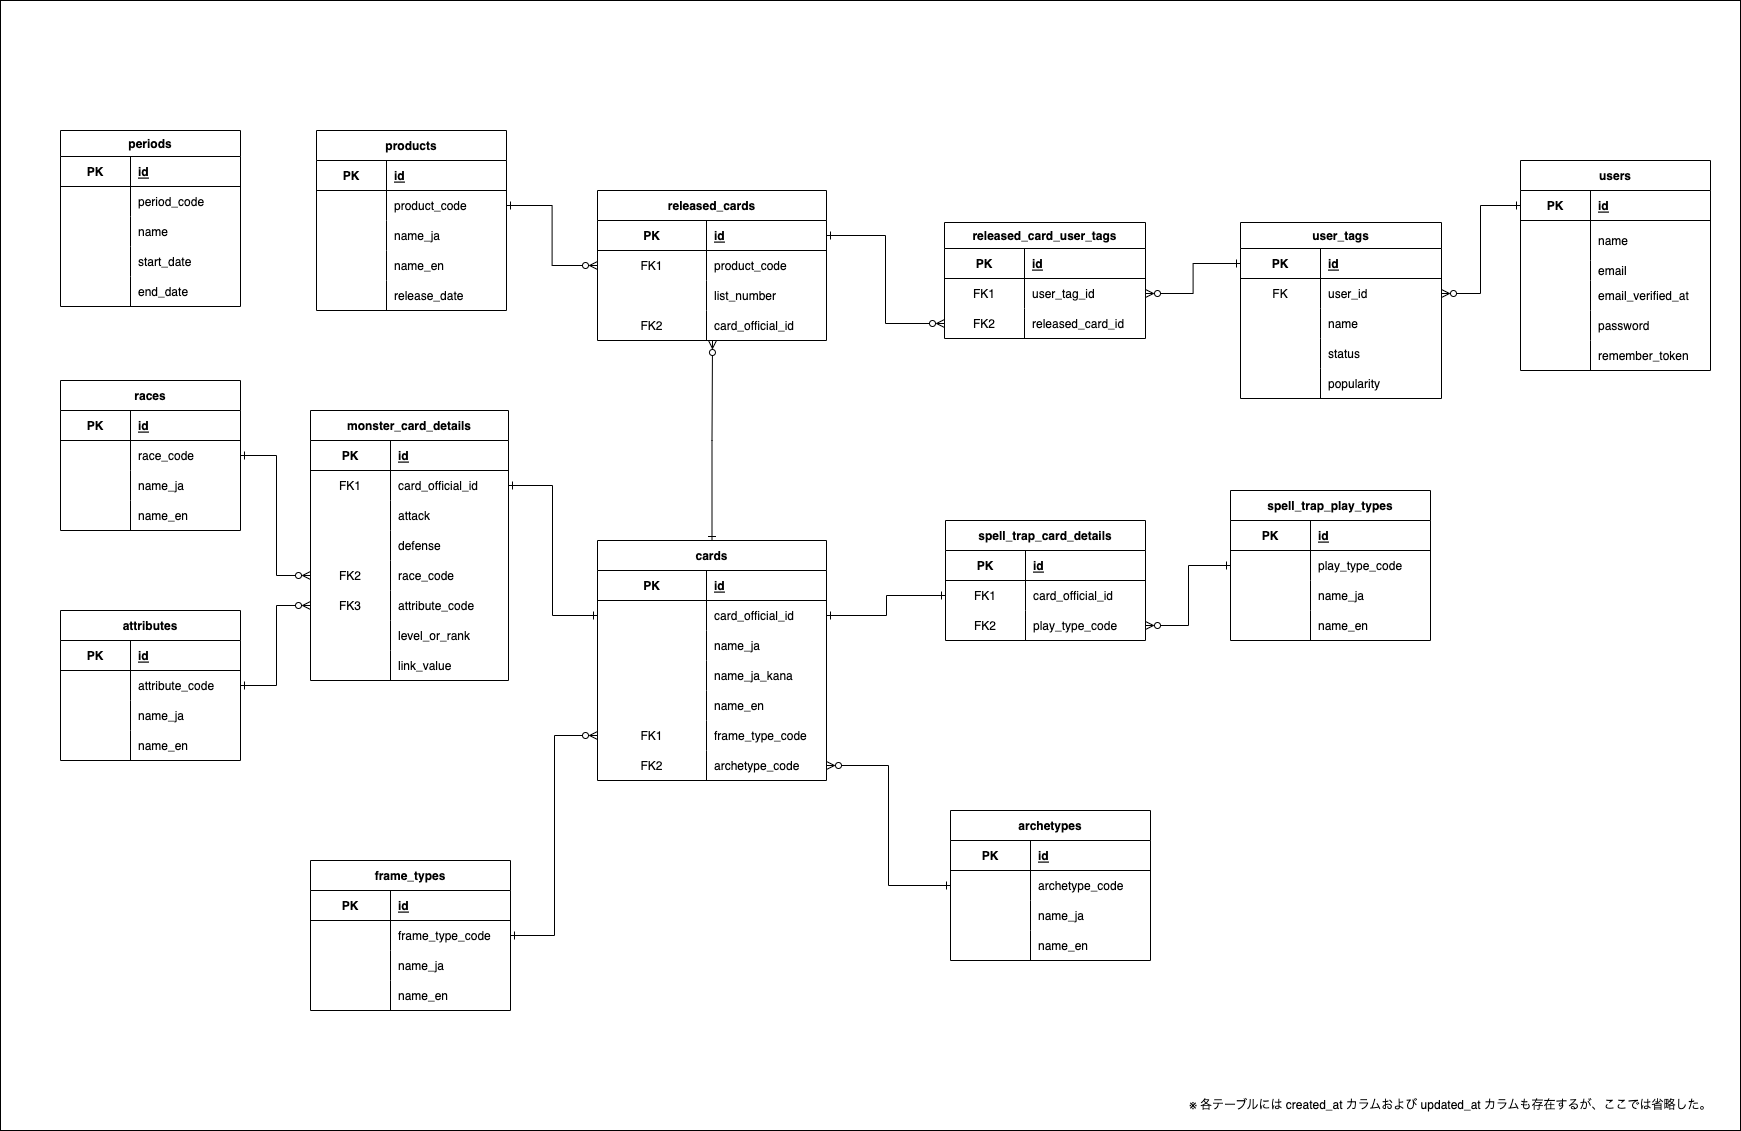 periods
PK id
period_code
name
start_date
end_date
products
PK id
product_code
name_ja
name_en
release_date
released_cards
PK id
FK1 product_code
list_number
FK2 card_official_id
released_card_user_tags
PK id
FK1 user_tag_id
FK2 released_card_id
user_tags
PK id
FK user_id
name
status
popularity
users
PK id
name
email
email_verified_at
password
remember_token
races
PK id
race_code
name_ja
name_en
monster_card_details
PK id
FK1 card_official_id
attack
defense
FK2 race_code
FK3 attribute_code
level_or_rank
link_value
attributes
PK id
attribute_code
name_ja
name_en
cards
PK id
card_official_id
name_ja
name_ja_kana
name_en
FK1 frame_type_code
FK2 archetype_code
spell_trap_card_details
PK id
FK1 card_official_id
FK2 play_type_code
spell_trap_play_types
PK id
play_type_code
name_ja
name_en
frame_types
PK id
frame_type_code
name_ja
name_en
archetypes
PK id
archetype_code
name_ja
name_en
※ 各テーブルには created_at カラムおよび updated_at カラムも存在するが、ここでは省略した。